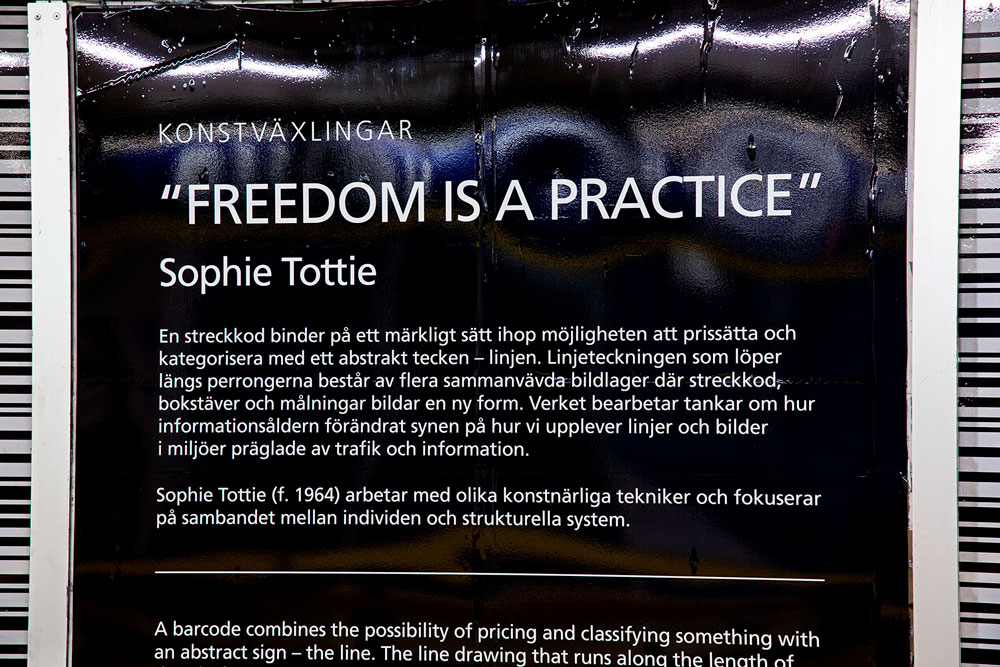 KONSTVÄXLINGAR
“FREEDOM IS A PRACTICE”
Sophie Tottie
En streckkod binder på ett märkligt sätt ihop möjligheten att prissätta och
kategorisera med ett abstrakt tecken – linjen. Linjeteckningen som löper
längs perrongerna består av flera sammanvävda bildlager där streckkod,
bokstäver och målningar bildar en ny form. Verket bearbetar tankar om hur
informationsåldern förändrat synen på hur vi upplever linjer och bilder
i miljöer präglade av trafik och information.
Sophie Tottie (f. 1964) arbetar med olika konstnärliga tekniker och fokuserar
på sambandet mellan individen och strukturella system.
A barcode combines the possibility of pricing and classifying something with
an abstract sign – the line. The line drawing that runs along the length of